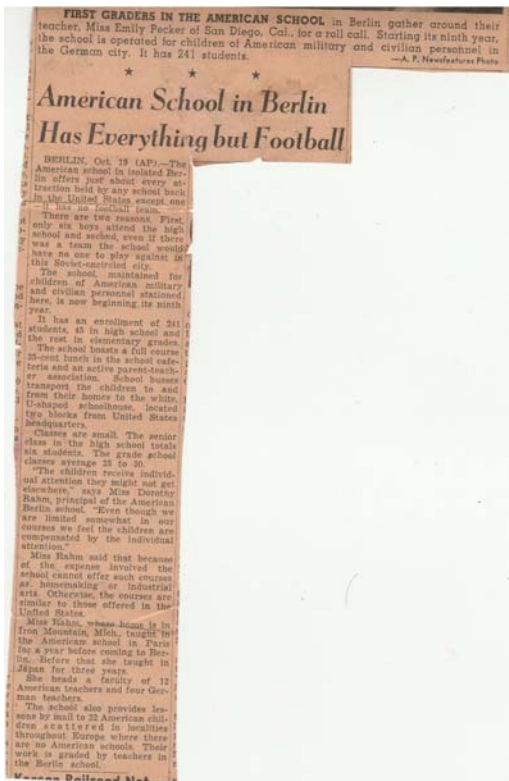 FIRST GRADERS IN THE AMERICAN SCHOOL in Berlin gather around their
teacher, Miss Emily Pecker of San Diego, Cal., for a roll call. Starting its ninth year,
the school is operated for children of American military and civilian personnel in
the German city. It has 241 students.
—A. P. Newsfeatures Photo
★ ★ ★
American School in Berlin
Has Everything but Football
BERLIN, Oct. 19 (AP).—The
American school in isolated Ber-
lin offers just about every at-
traction held by any school back
in the United States except one
—it has no football team.
There are two reasons. First,
only six boys attend the high
school and second, even if there
was a team the school would
have no one to play against in
this Soviet-encircled city.
The school, maintained for
children of American military
and civilian personnel stationed
here, is now beginning its ninth
year.
It has an enrollment of 241
students, 45 in high school and
the rest in elementary grades.
The school boasts a full course
25-cent lunch in the school cafe-
teria and an active parent-teach-
er association. School busses
transport the children to and
from their homes to the white,
U-shaped schoolhouse, located
two blocks from United States
headquarters.
Classes are small. The senior
class in the high school totals
six students. The grade school
classes average 25 to 30.
"The children receive individ-
ual attention they might not get
elsewhere," says Miss Dorothy
Rahm, principal of the American
Berlin school. "Even though we
are limited somewhat in our
courses we feel the children are
compensated by the individual
attention."
Miss Rahm said that because
of the expense involved the
school cannot offer such courses
as homemaking or industrial
arts. Otherwise, the courses are
similar to those offered in the
United States.
Miss Rahm, whose home is in
Iron Mountain, Mich., taught in
the American school in Paris
for a year before coming to Ber-
lin. Before that she taught in
Japan for three years.
She heads a faculty of 12
American teachers and four Ger-
man teachers.
The school also provides les-
sons by mail to 22 American chil-
dren scattered in localities
throughout Europe where there
are no American schools. Their
work is graded by teachers in
the Berlin school.
Korean Railroad Not